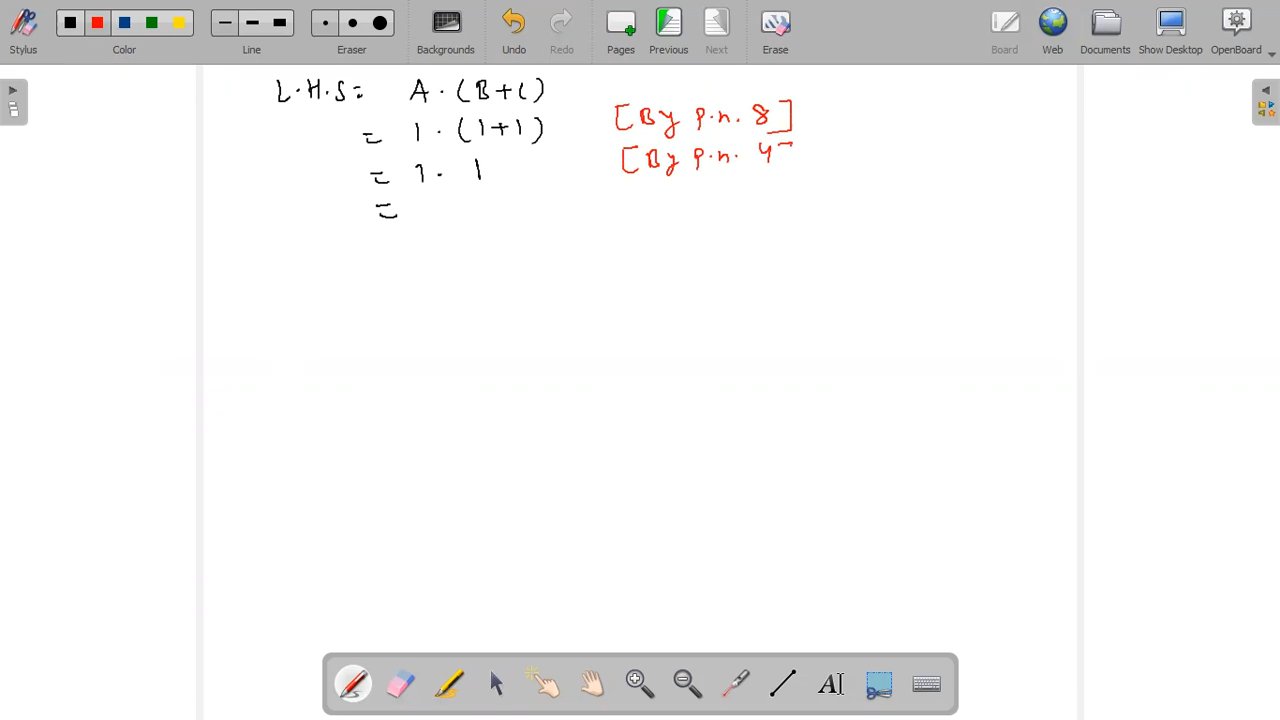 Stylus Color Line Eraser Backgrounds Undo Redo Pages Previous Next Erase Board Web Documents Show Desktop OpenBoard
L.H.S = A · (B+C)
= 1 · (1+1) [By p.n. 8]
= 1 · 1 [By p.n. 4
=